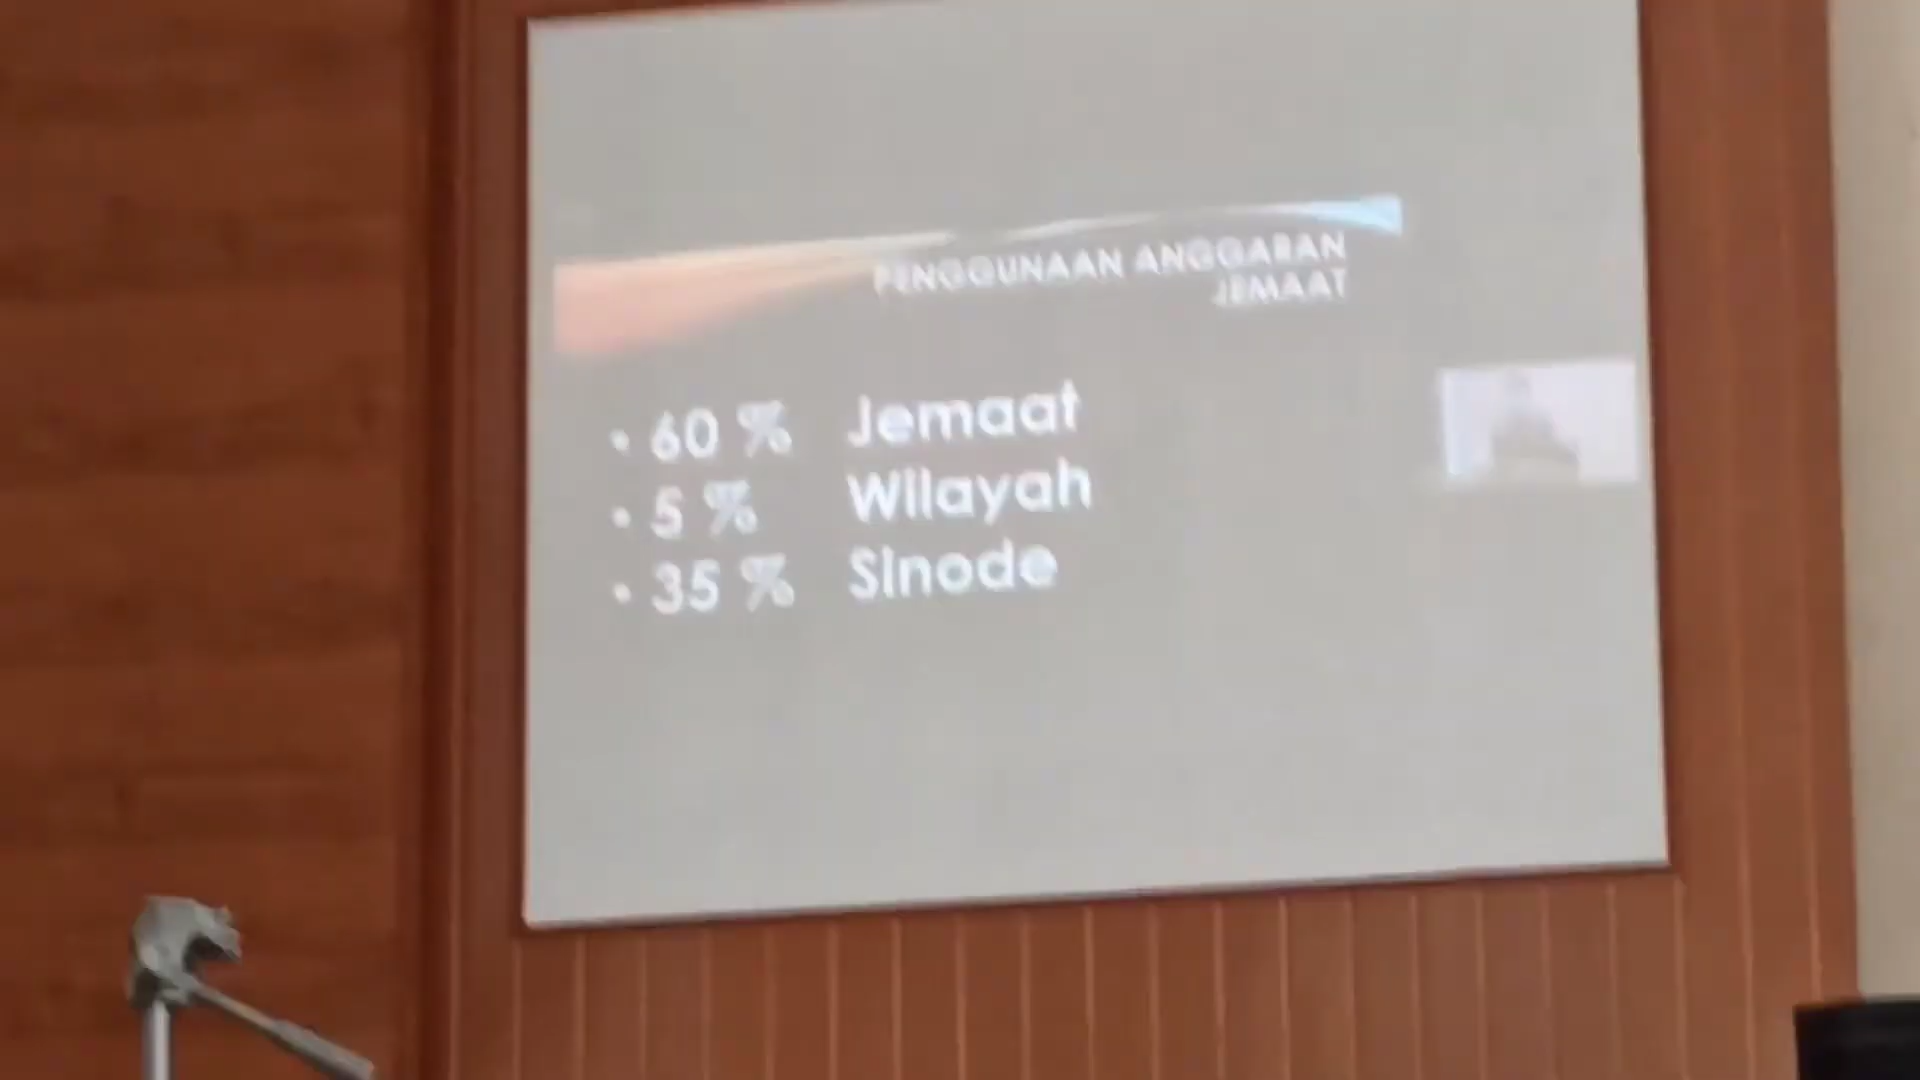 PENGGUNAAN ANGGARAN
JEMAAT
• 60 % Jemaat
• 5 % Wilayah
• 35 % Sinode